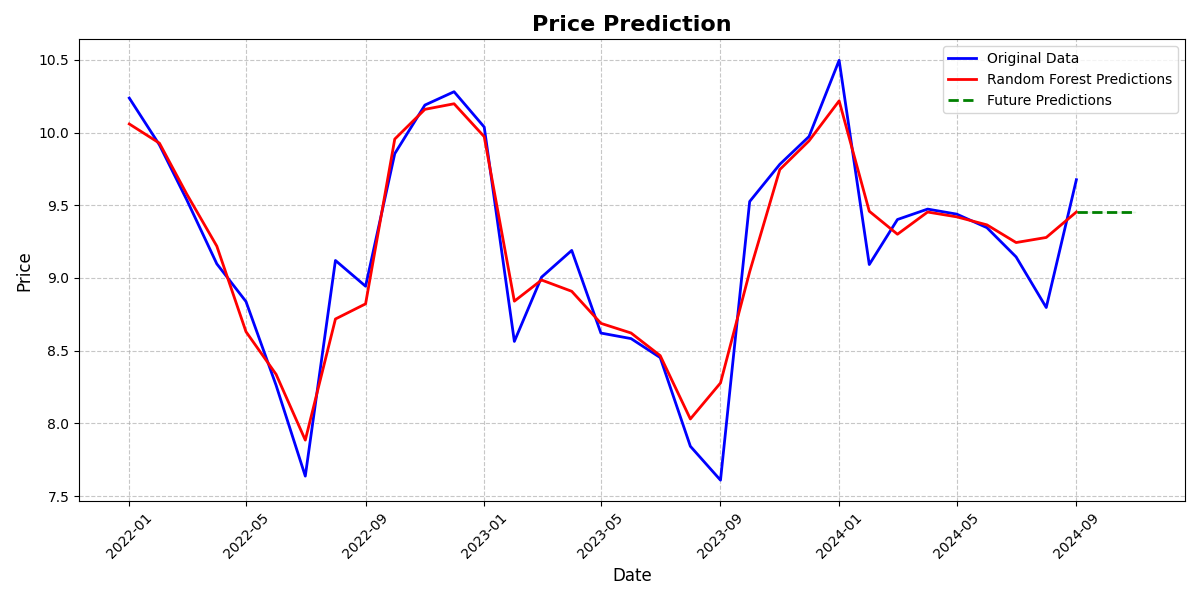 Price Prediction
Original Data
Random Forest Predictions
Future Predictions
Price
10.5
10.0
9.5
9.0
8.5
8.0
7.5
2022-01
2022-05
2022-09
2023-01
2023-05
2023-09
2024-01
2024-05
2024-09
Date